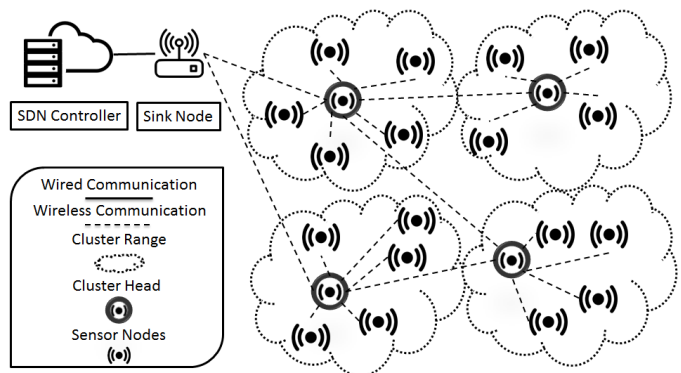 SDN Controller
Sink Node
Wired Communication
Wireless Communication
Cluster Range
Cluster Head
Sensor Nodes